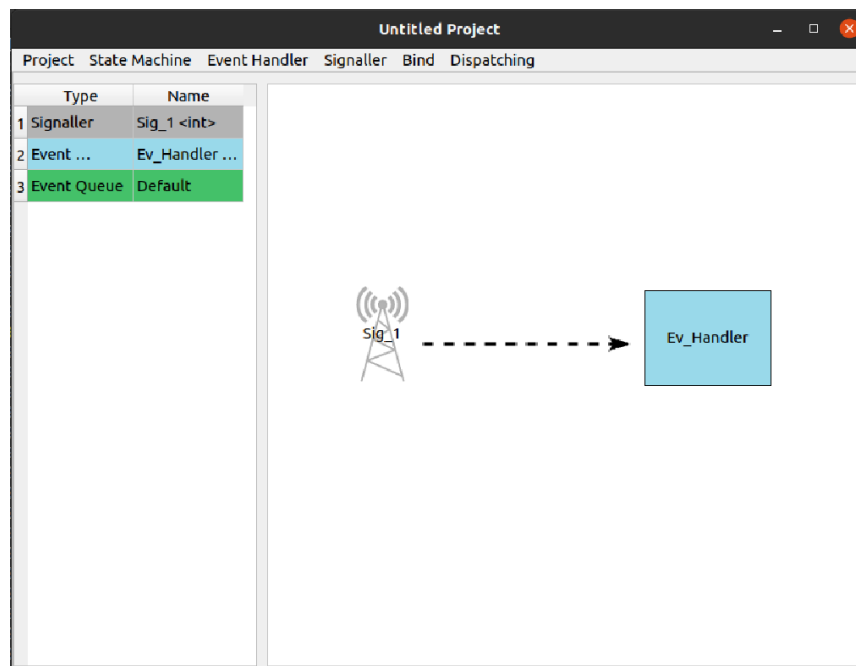 Untitled Project
Project State Machine Event Handler Signaller Bind Dispatching
Type Name
1 Signaller Sig_1 <int>
2 Event ... Ev_Handler ...
3 Event Queue Default
Sig_1
Ev_Handler